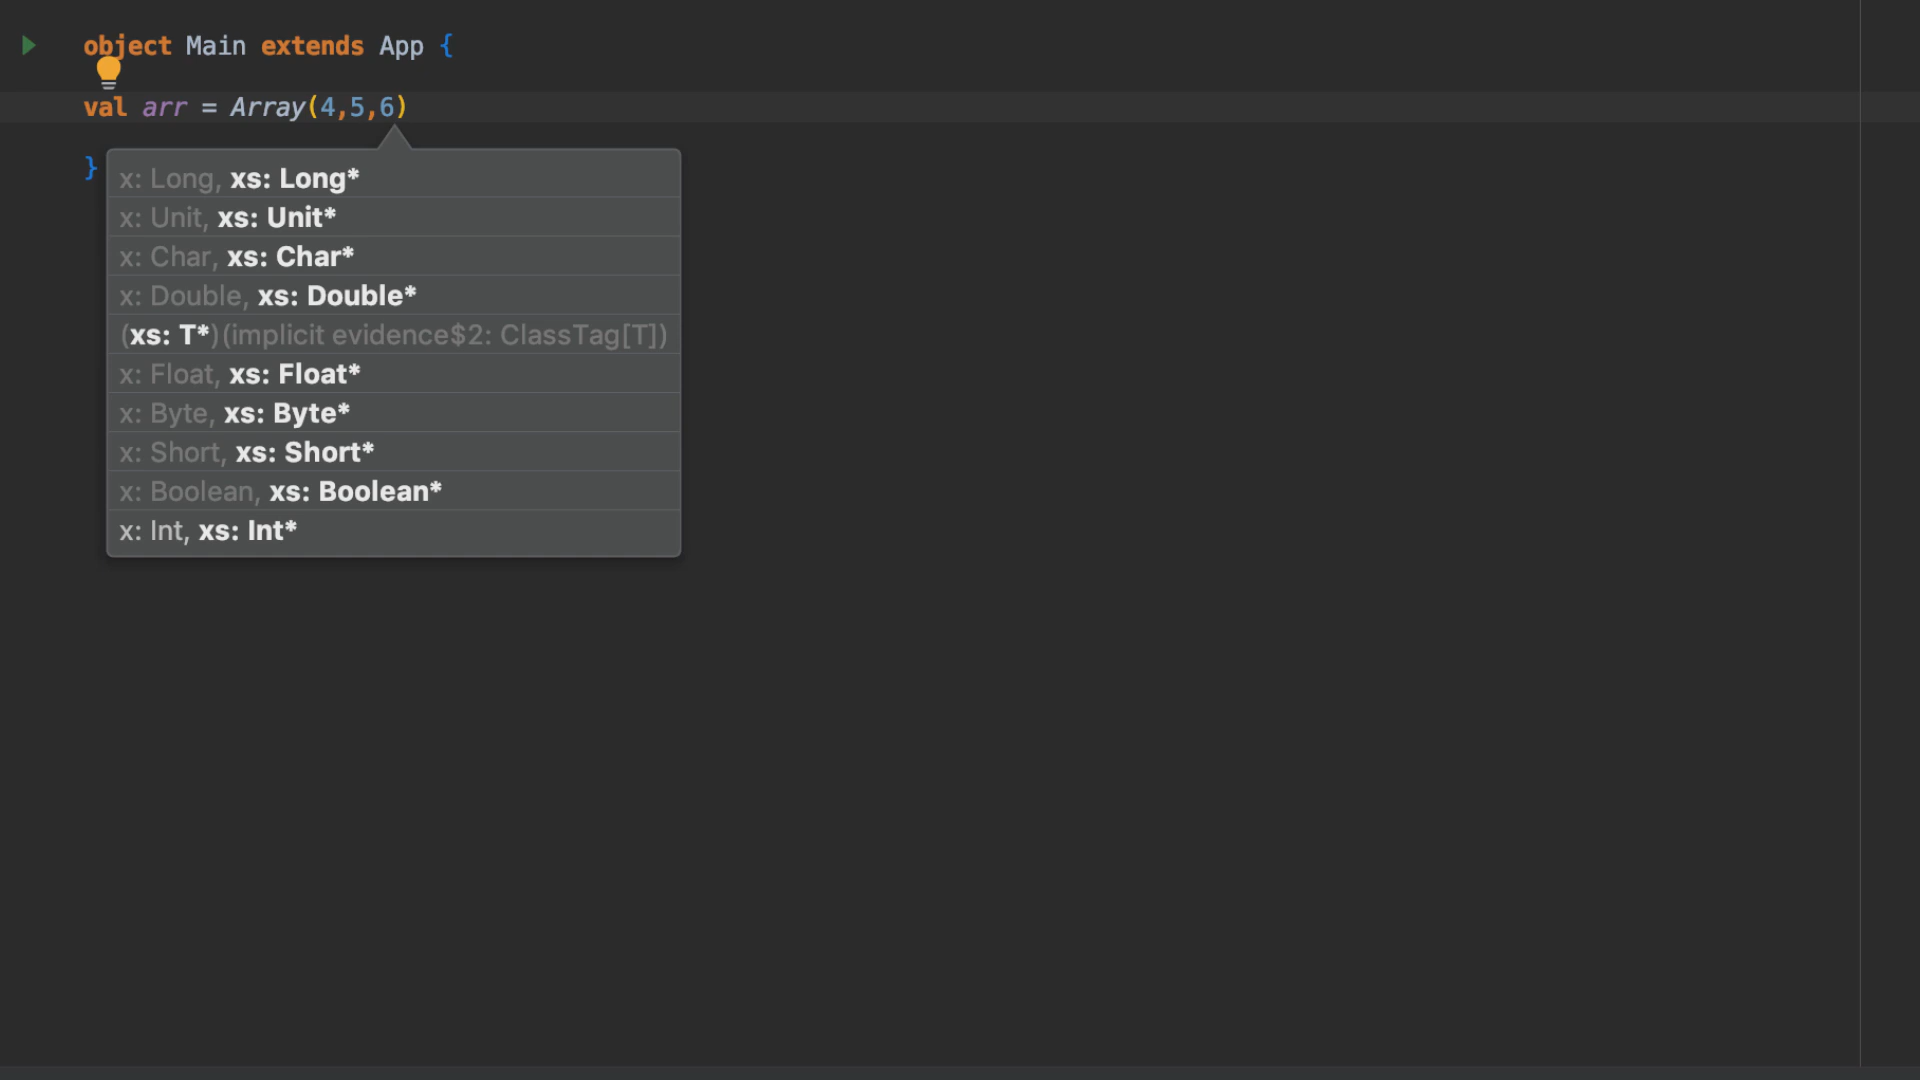 object Main extends App {
val arr = Array(4,5,6)
}
x: Long, xs: Long*
x: Unit, xs: Unit*
x: Char, xs: Char*
x: Double, xs: Double*
(xs: T*)(implicit evidence$2: ClassTag[T])
x: Float, xs: Float*
x: Byte, xs: Byte*
x: Short, xs: Short*
x: Boolean, xs: Boolean*
x: Int, xs: Int*